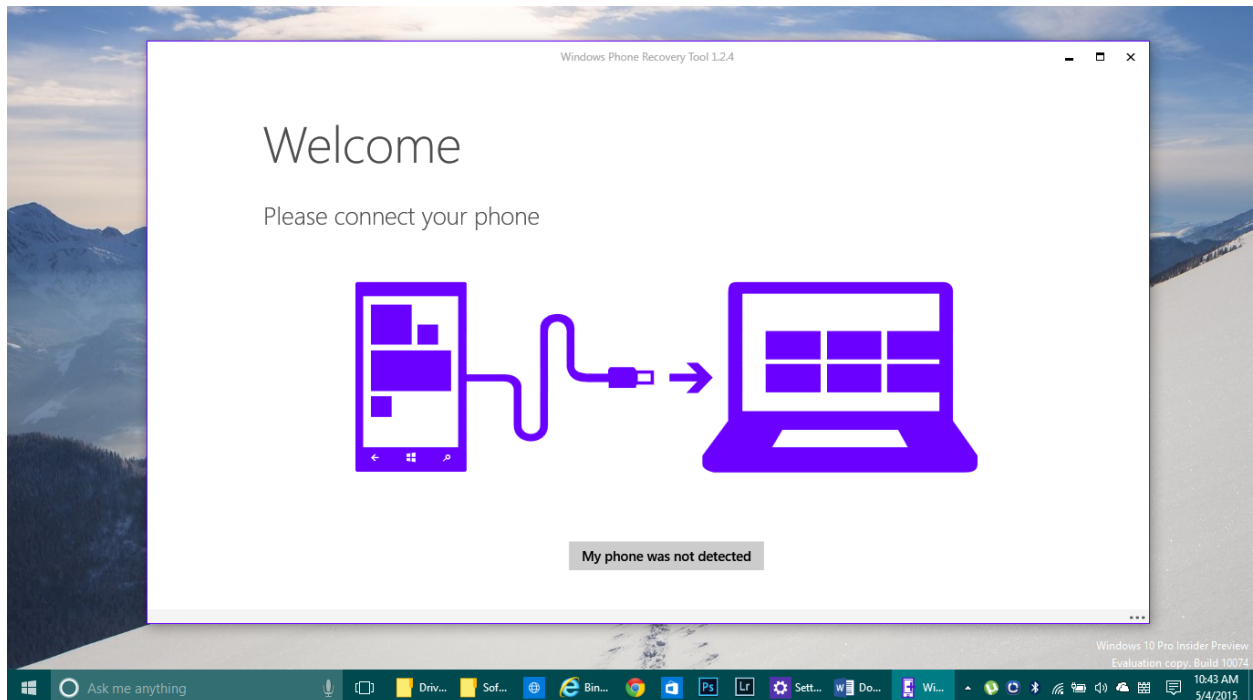 Windows Phone Recovery Tool 1.2.4
Welcome
Please connect your phone
My phone was not detected
Windows 10 Pro Insider Preview
Evaluation copy. Build 10074
Ask me anything
Driv...
Sof...
Bin...
Ps
Lr
Sett...
Do...
Wi...
10:43 AM
5/4/2015